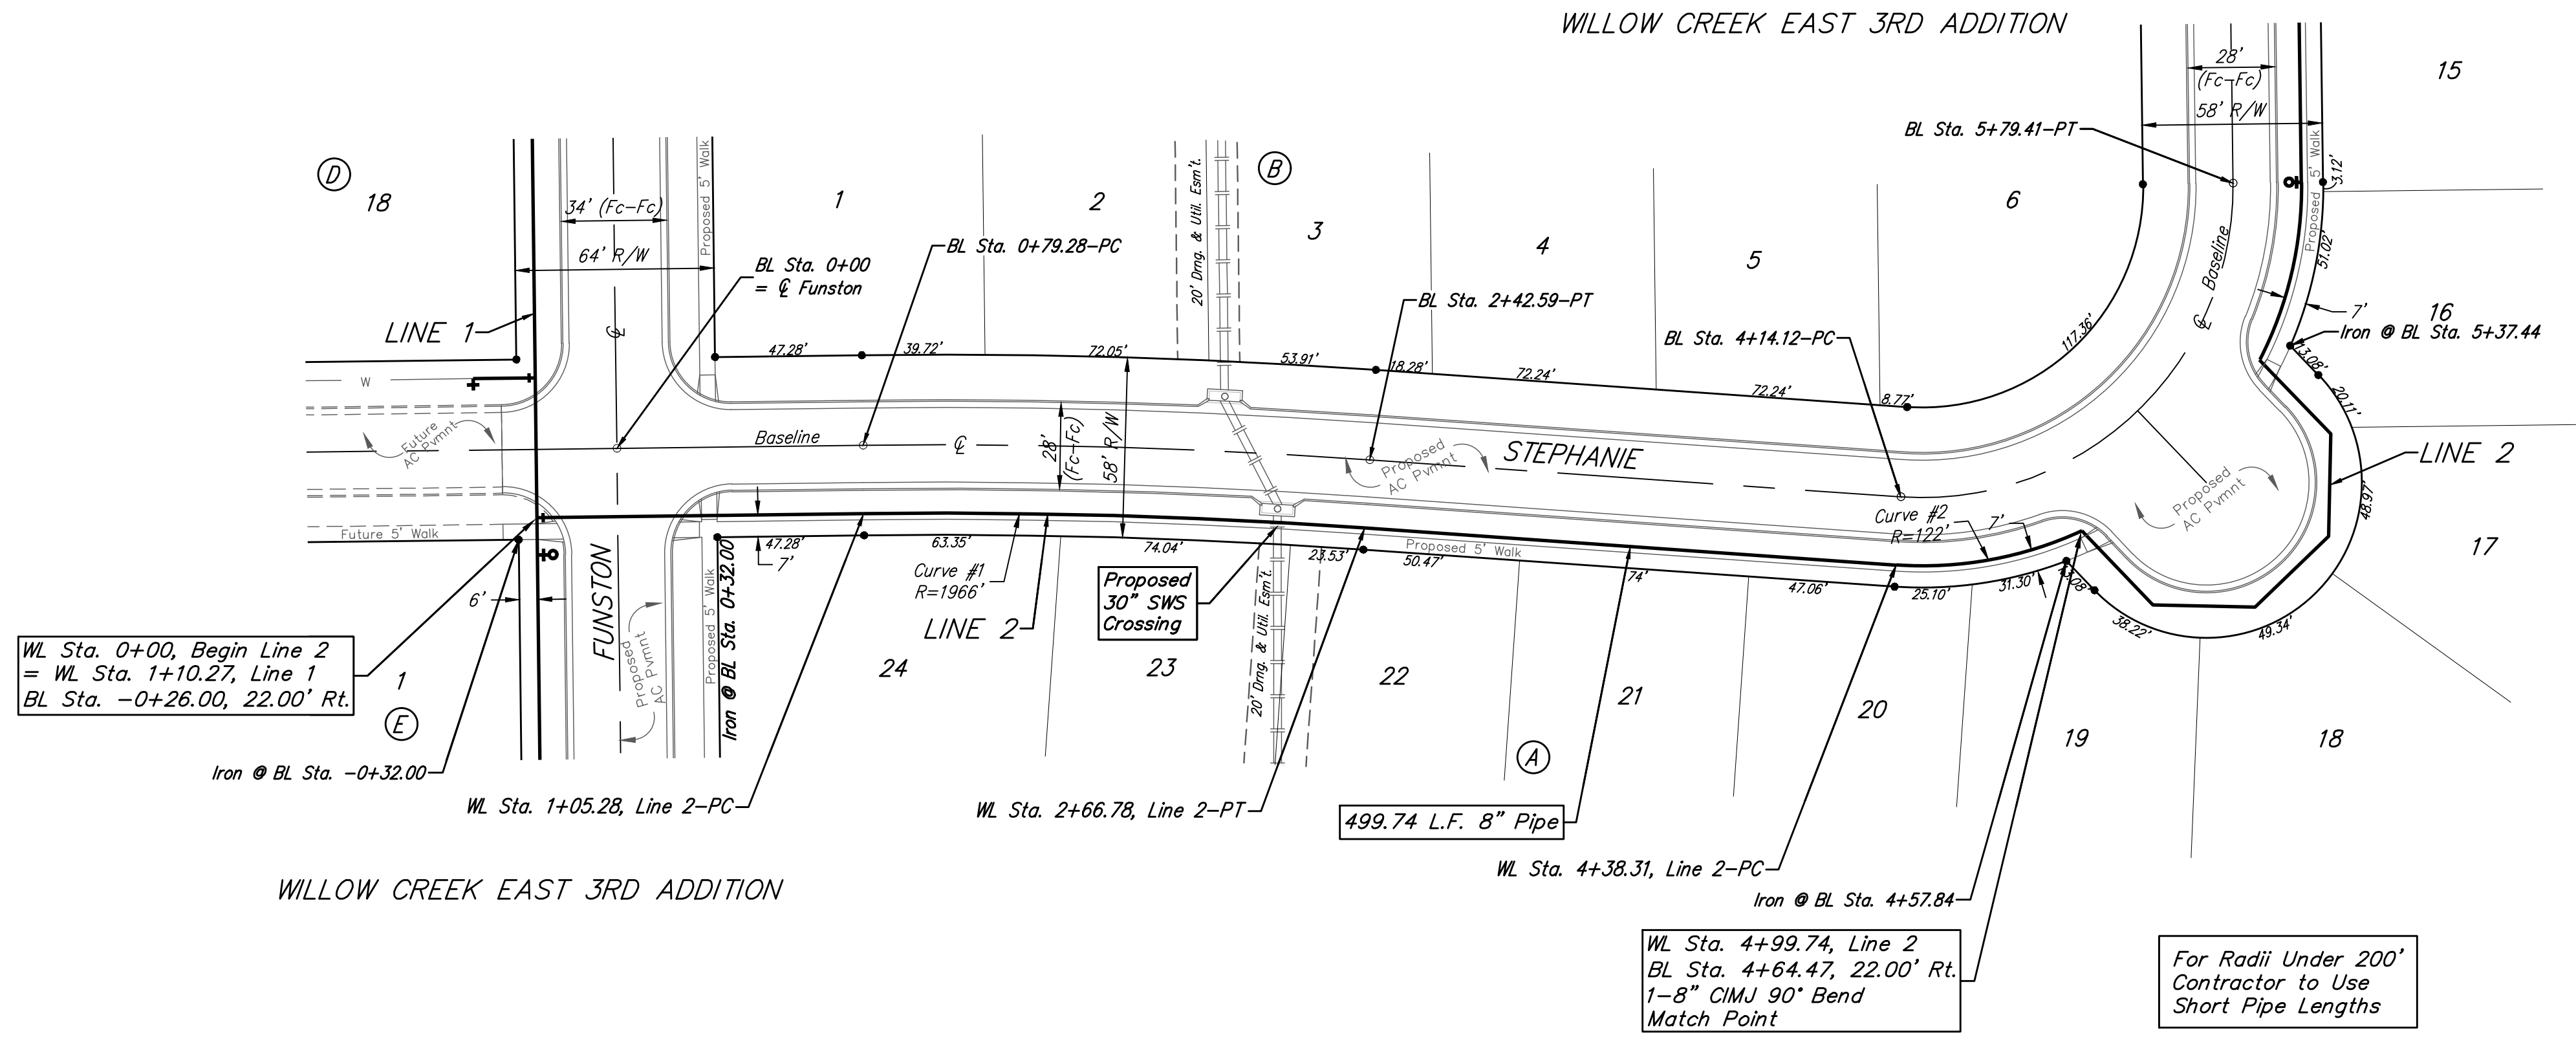 WILLOW CREEK EAST 3RD ADDITION
28'
(Fc-Fc)
58' R/W
15
BL Sta. 5+79.41-PT
Proposed 5' Walk
3.12'
D
18
34' (Fc-Fc)
64' R/W
Proposed 5' Walk
1
2
20' Drng. & Util. Esm't.
B
3
4
5
6
BL Sta. 0+79.28-PC
BL Sta. 0+00
= ℄ Funston
BL Sta. 2+42.59-PT
BL Sta. 4+14.12-PC
Baseline
℄
Proposed 5' Walk
51.02'
7'
16
Iron @ BL Sta. 5+37.44
LINE 1
℄
47.28'
39.72'
72.05'
53.91'
18.28'
72.24'
72.24'
8.77'
117.36'
13.08'
20.11'
W
Future
AC Pvmnt
Baseline
℄
28'
(Fc-Fc)
58' R/W
Proposed
AC Pvmnt
STEPHANIE
Proposed
AC Pvmnt
LINE 2
48.97'
17
Future 5' Walk
47.28'
7'
63.35'
74.04'
23.53'
50.47'
Proposed 5' Walk
74'
47.06'
25.10'
31.30'
13.08'
38.22'
49.34'
Curve #2
R=122'
7'
Curve #1
R=1966'
LINE 2
Proposed
30" SWS
Crossing
20' Drng. & Util. Esm't.
6'
FUNSTON
Proposed
AC Pvmnt
Proposed 5' Walk
Iron @ BL Sta. 0+32.00
WL Sta. 0+00, Begin Line 2
= WL Sta. 1+10.27, Line 1
BL Sta. -0+26.00, 22.00' Rt.
1
E
24
23
22
21
20
19
18
A
Iron @ BL Sta. -0+32.00
WL Sta. 1+05.28, Line 2-PC
WL Sta. 2+66.78, Line 2-PT
499.74 L.F. 8" Pipe
WL Sta. 4+38.31, Line 2-PC
Iron @ BL Sta. 4+57.84
WILLOW CREEK EAST 3RD ADDITION
WL Sta. 4+99.74, Line 2
BL Sta. 4+64.47, 22.00' Rt.
1-8" CIMJ 90° Bend
Match Point
For Radii Under 200'
Contractor to Use
Short Pipe Lengths